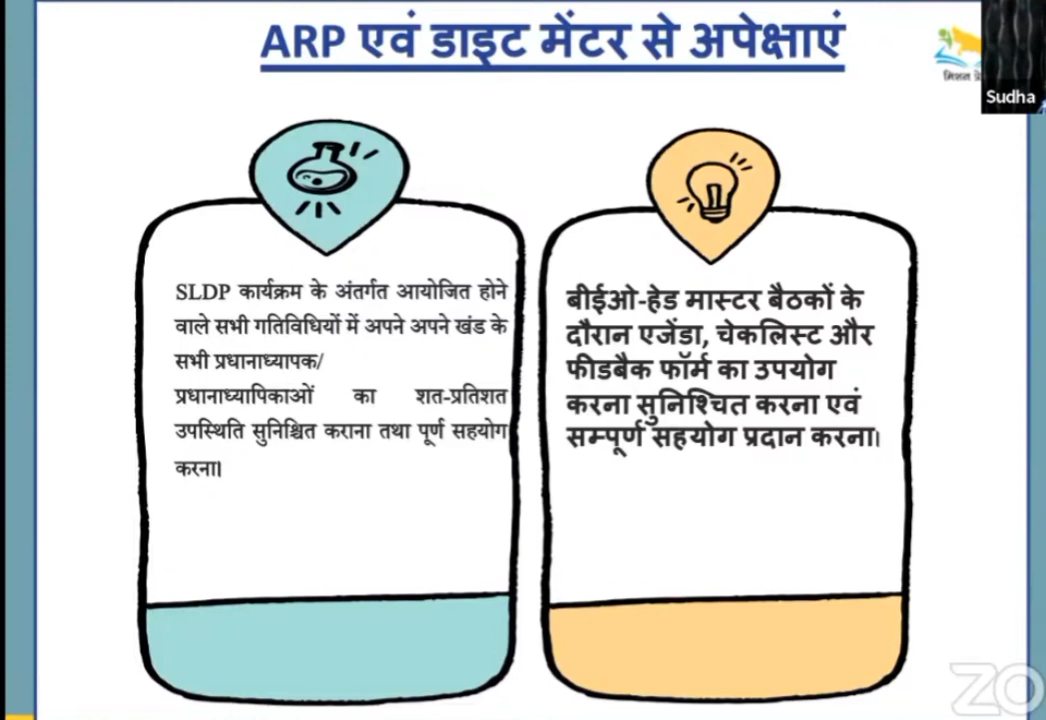 ARP एवं डाइट मेंटर से अपेक्षाएं
Sudha
SLDP कार्यक्रम के अंतर्गत आयोजित होने
वाले सभी गतिविधियों में अपने अपने खंड के
सभी प्रधानाध्यापक/
प्रधानाध्यापिकाओं का शत-प्रतिशत
उपस्थिति सुनिश्चित कराना तथा पूर्ण सहयोग
करना।
बीईओ-हेड मास्टर बैठकों के
दौरान एजेंडा, चेकलिस्ट और
फीडबैक फॉर्म का उपयोग
करना सुनिश्चित करना एवं
सम्पूर्ण सहयोग प्रदान करना।
ZO